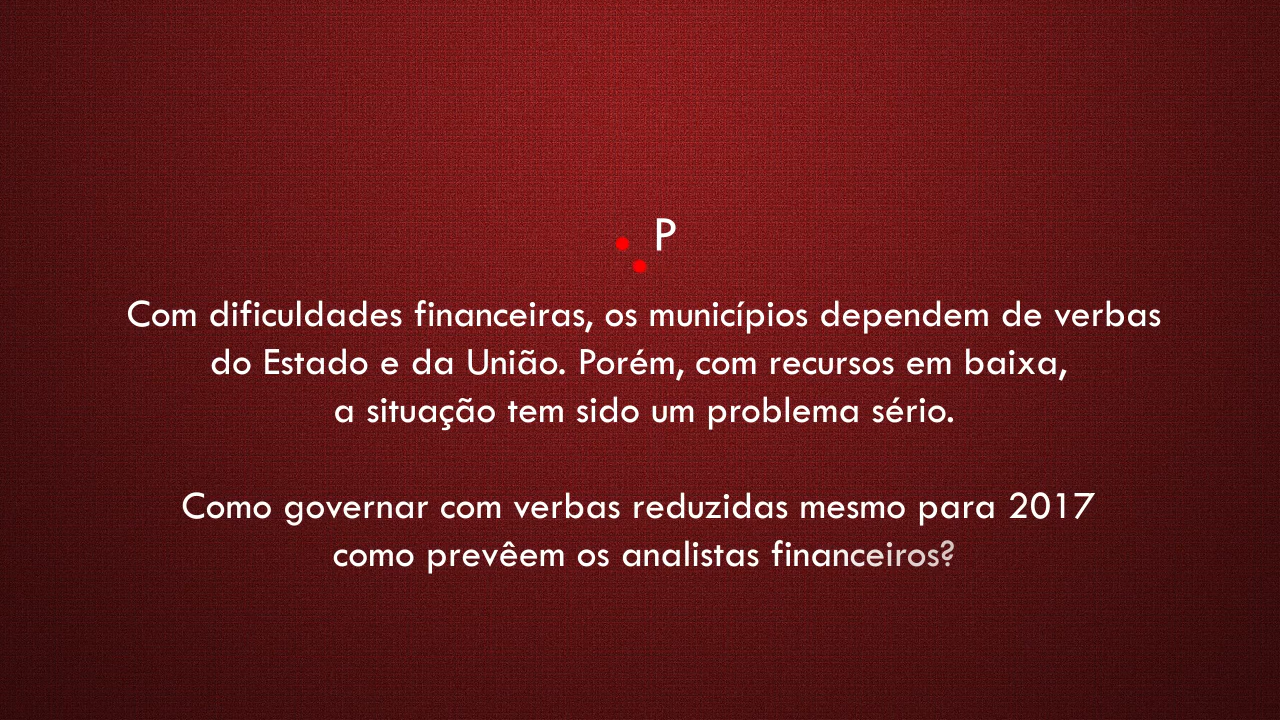 P
Com dificuldades financeiras, os municípios dependem de verbas
do Estado e da União. Porém, com recursos em baixa,
a situação tem sido um problema sério.
Como governar com verbas reduzidas mesmo para 2017
como prevêem os analistas financeiros?